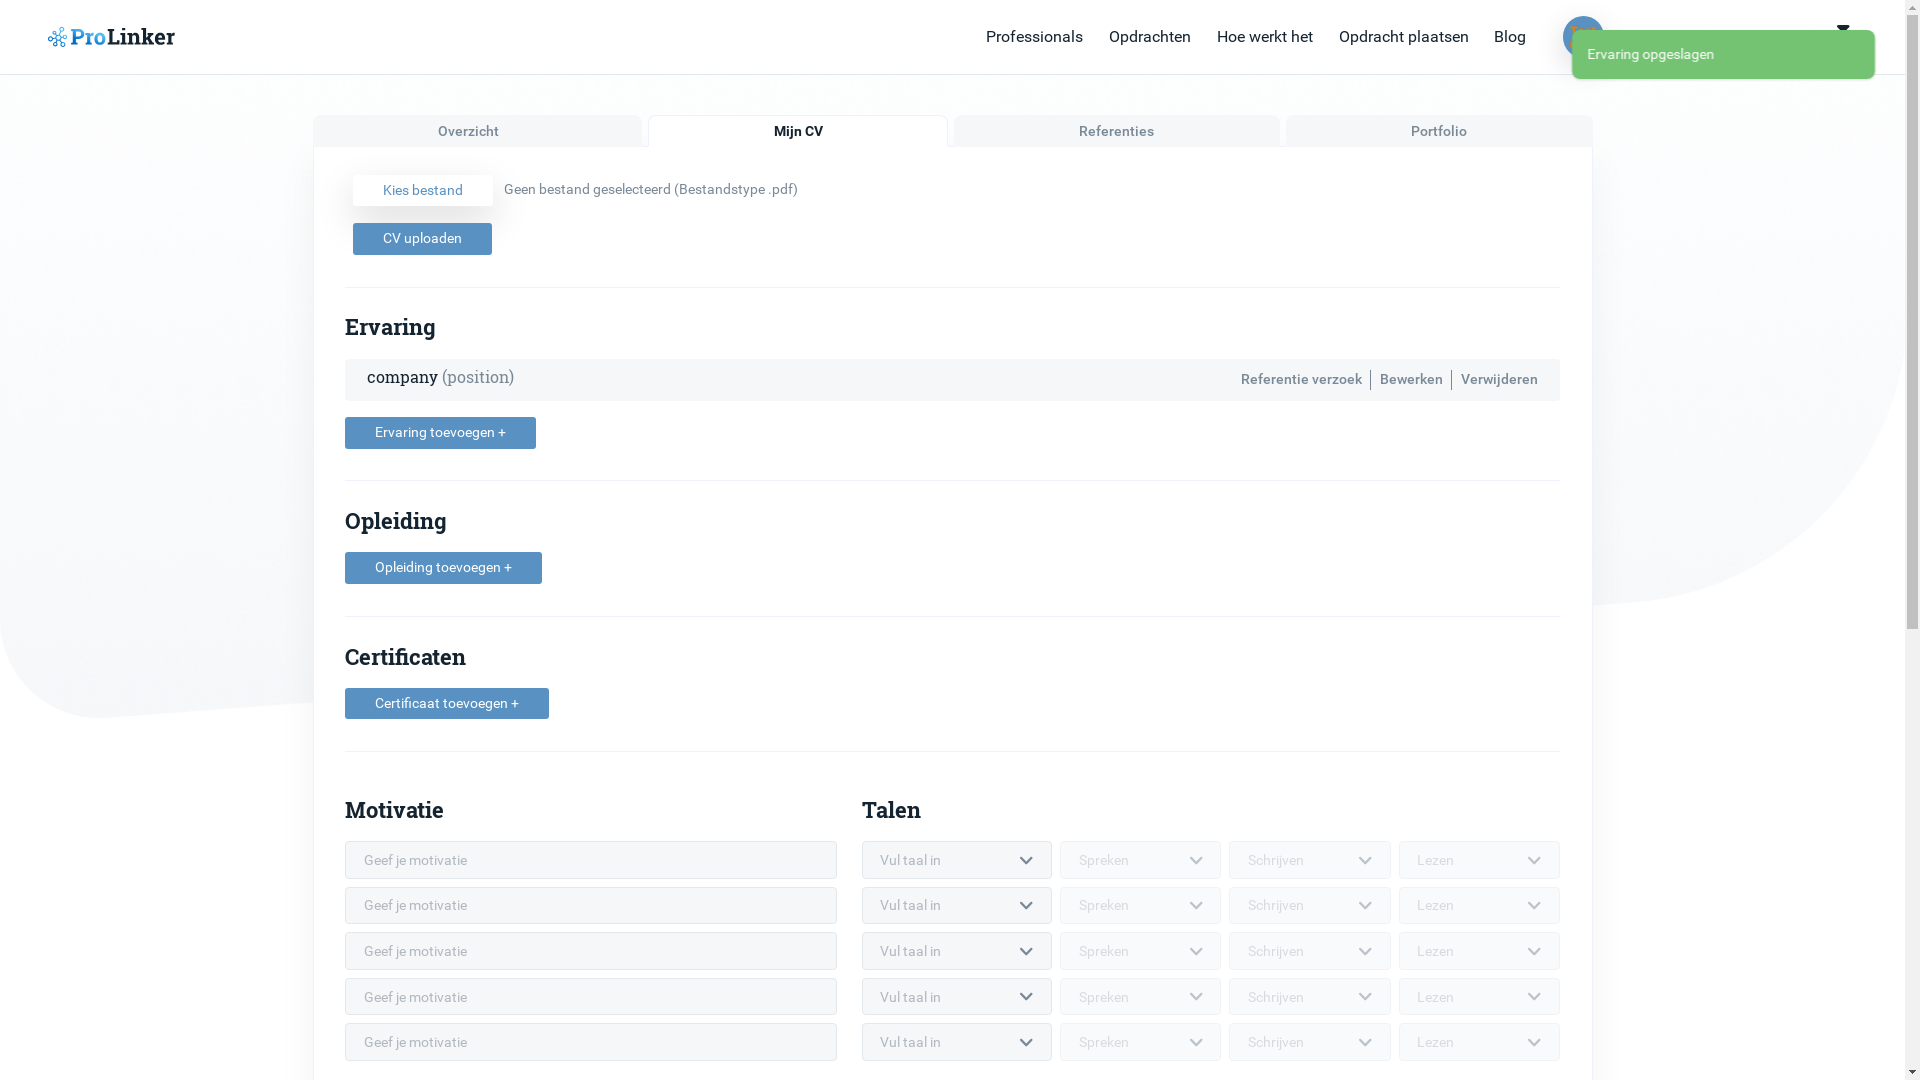 ProLinker
Professionals Opdrachten Hoe werkt het Opdracht plaatsen Blog
Ervaring opgeslagen
Overzicht Mijn CV Referenties Portfolio
Kies bestand Geen bestand geselecteerd (Bestandstype .pdf)
CV uploaden
Ervaring
company (position) Referentie verzoek Bewerken Verwijderen
Ervaring toevoegen +
Opleiding
Opleiding toevoegen +
Certificaten
Certificaat toevoegen +
Motivatie Talen
Geef je motivatie Vul taal in Spreken Schrijven Lezen
Geef je motivatie Vul taal in Spreken Schrijven Lezen
Geef je motivatie Vul taal in Spreken Schrijven Lezen
Geef je motivatie Vul taal in Spreken Schrijven Lezen
Geef je motivatie Vul taal in Spreken Schrijven Lezen